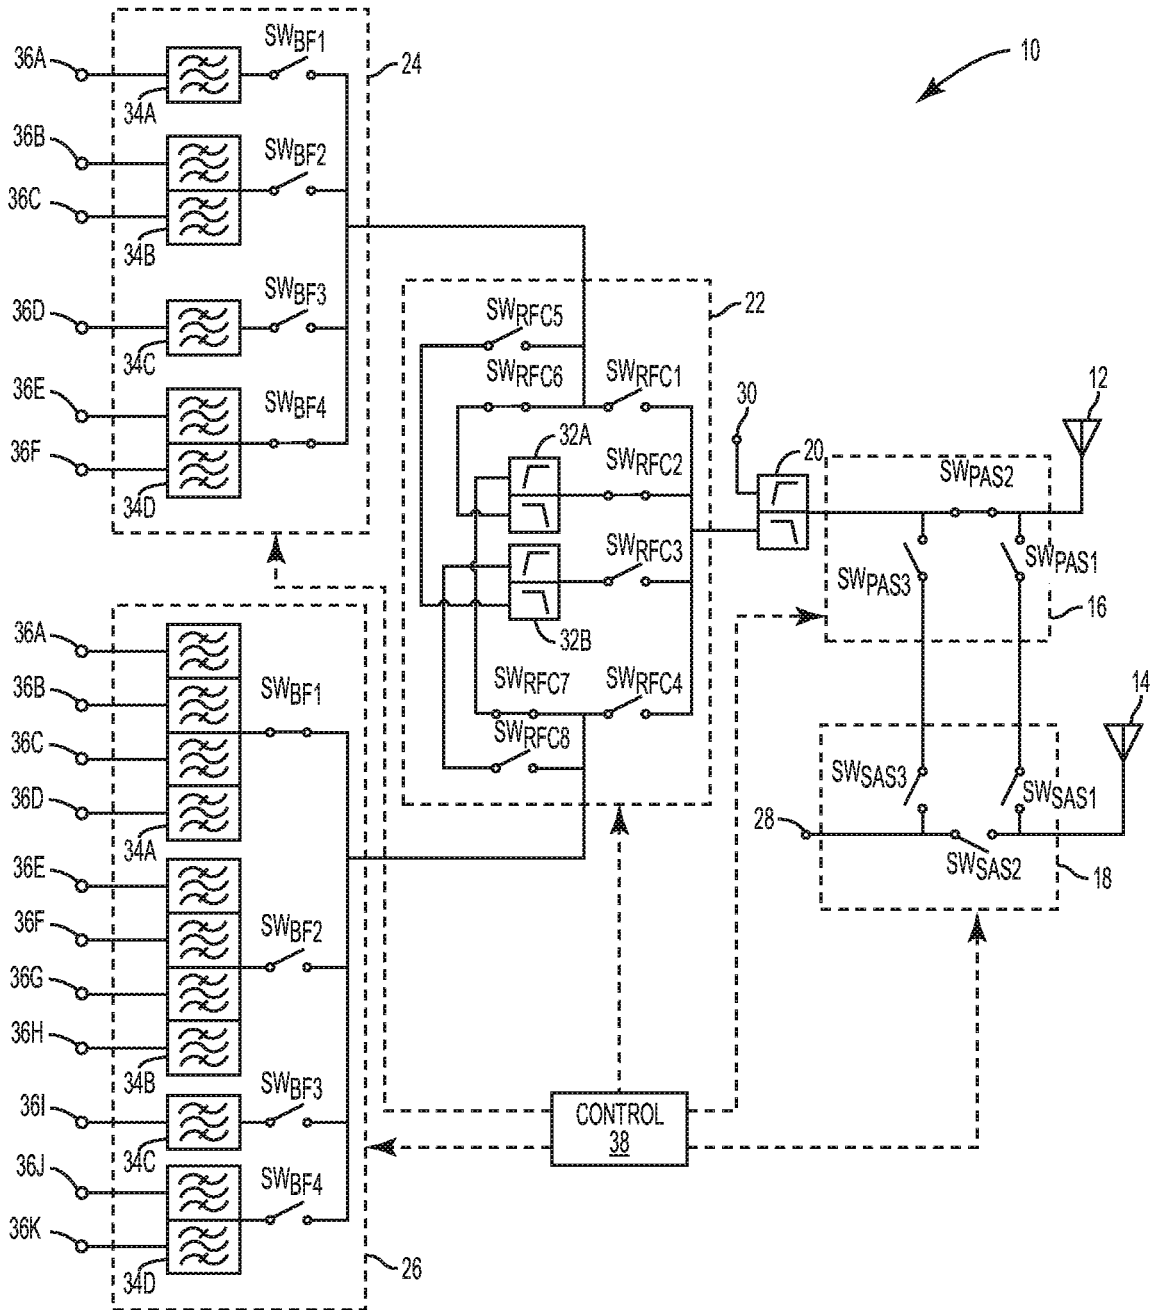 10
24
36A
SWBF1
34A
36B
SWBF2
36C
34B
36D
SWBF3
34C
36E
SWBF4
36F
34D
22
SWRFC5
SWRFC6
SWRFC1
32A
SWRFC2
SWRFC3
32B
SWRFC7
SWRFC4
SWRFC8
30
20
12
SWPAS2
SWPAS3
SWPAS1
16
14
SWSAS3
SWSAS1
28
SWSAS2
18
36A
36B
SWBF1
36C
36D
34A
36E
36F
SWBF2
36G
36H
34B
36I
SWBF3
34C
36J
SWBF4
36K
34D
26
CONTROL
38